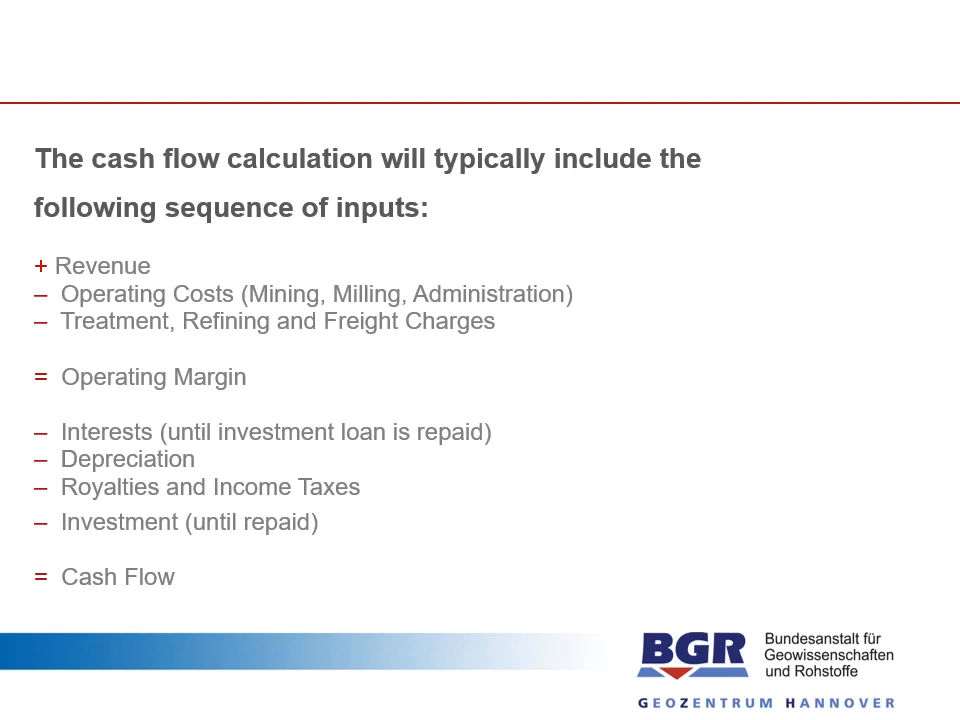 The cash flow calculation will typically include the
following sequence of inputs:
+ Revenue
– Operating Costs (Mining, Milling, Administration)
– Treatment, Refining and Freight Charges
= Operating Margin
– Interests (until investment loan is repaid)
– Depreciation
– Royalties and Income Taxes
– Investment (until repaid)
= Cash Flow
BGR
Bundesanstalt für
Geowissenschaften
und Rohstoffe
GEOZENTRUM HANNOVER